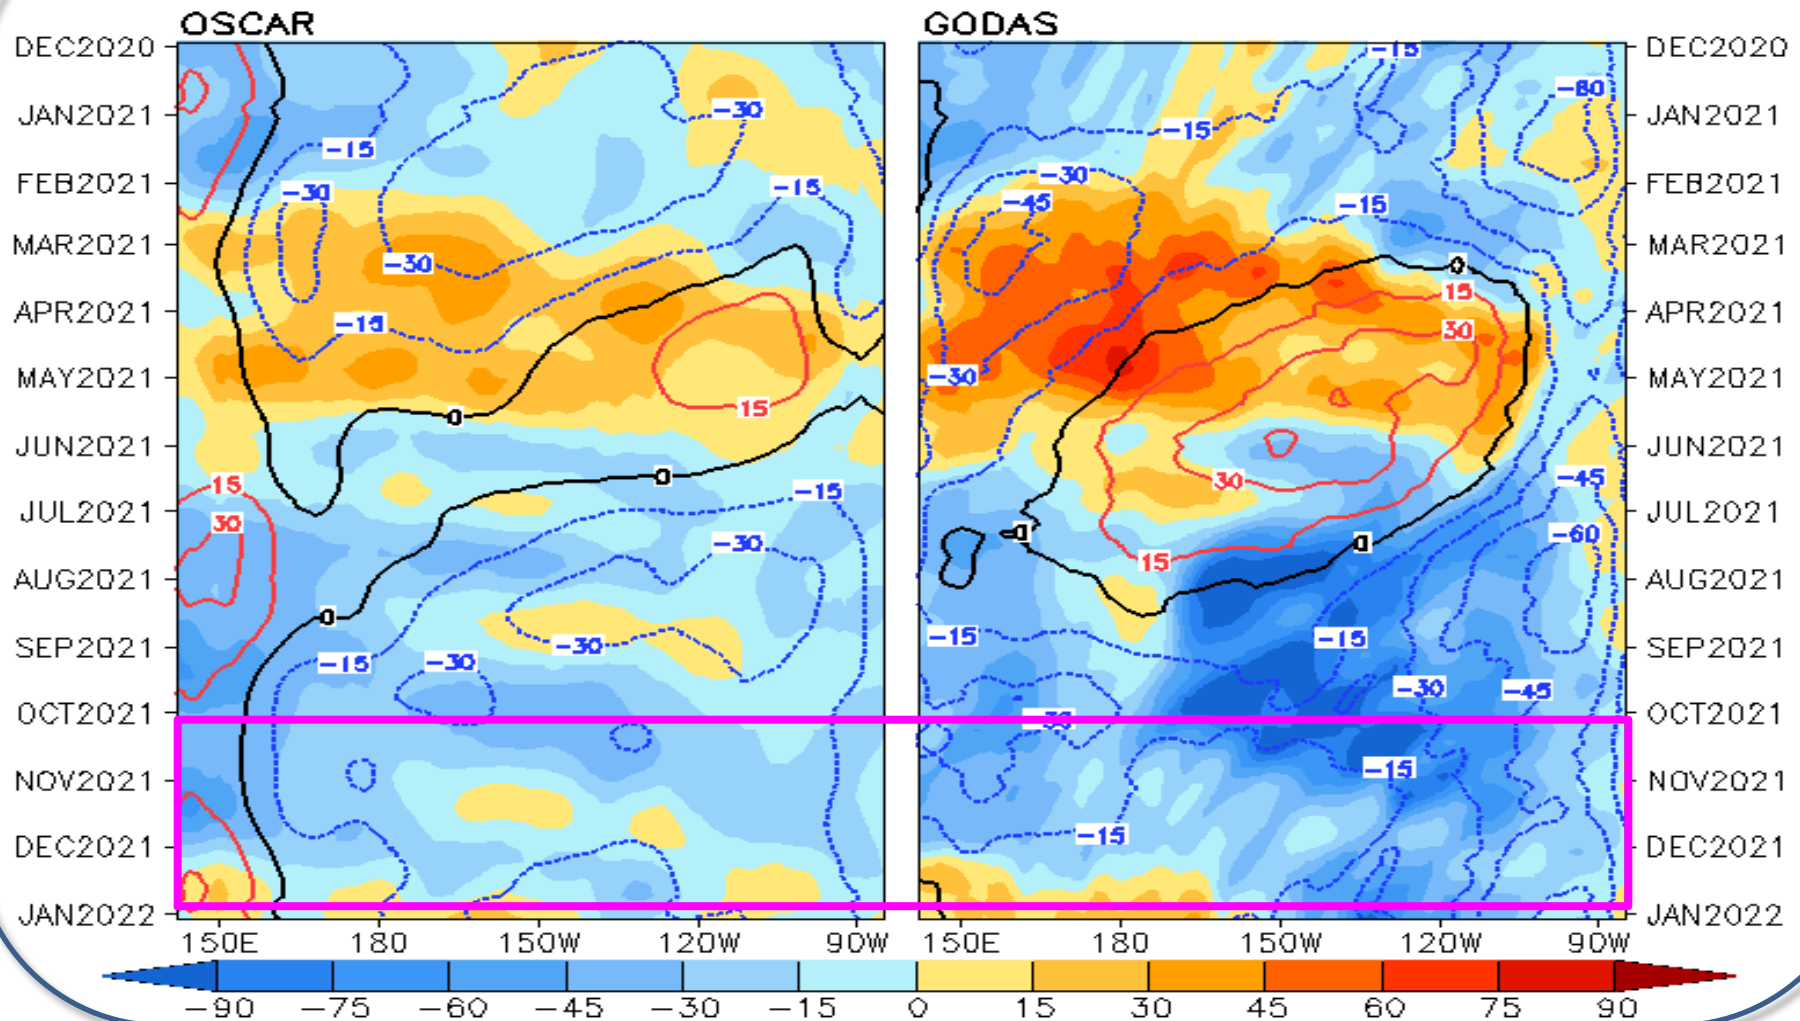 OSCAR GODAS
DEC2020 DEC2020
JAN2021 JAN2021
FEB2021 FEB2021
MAR2021 MAR2021
APR2021 APR2021
MAY2021 MAY2021
JUN2021 JUN2021
JUL2021 JUL2021
AUG2021 AUG2021
SEP2021 SEP2021
OCT2021 OCT2021
NOV2021 NOV2021
DEC2021 DEC2021
JAN2022 JAN2022
-30
-15
-30
-15
-30
-15
15
0
0
15
-15
30
-30
0
-30
-15
-30
-15
-60
-15
-30
-45
-15
0
15
30
-30
-45
30
0
-60
0
15
-15
-15
-30
-45
-30
-15
-15
150E 180 150W 120W 90W 150E 180 150W 120W 90W
-90 -75 -60 -45 -30 -15 0 15 30 45 60 75 90